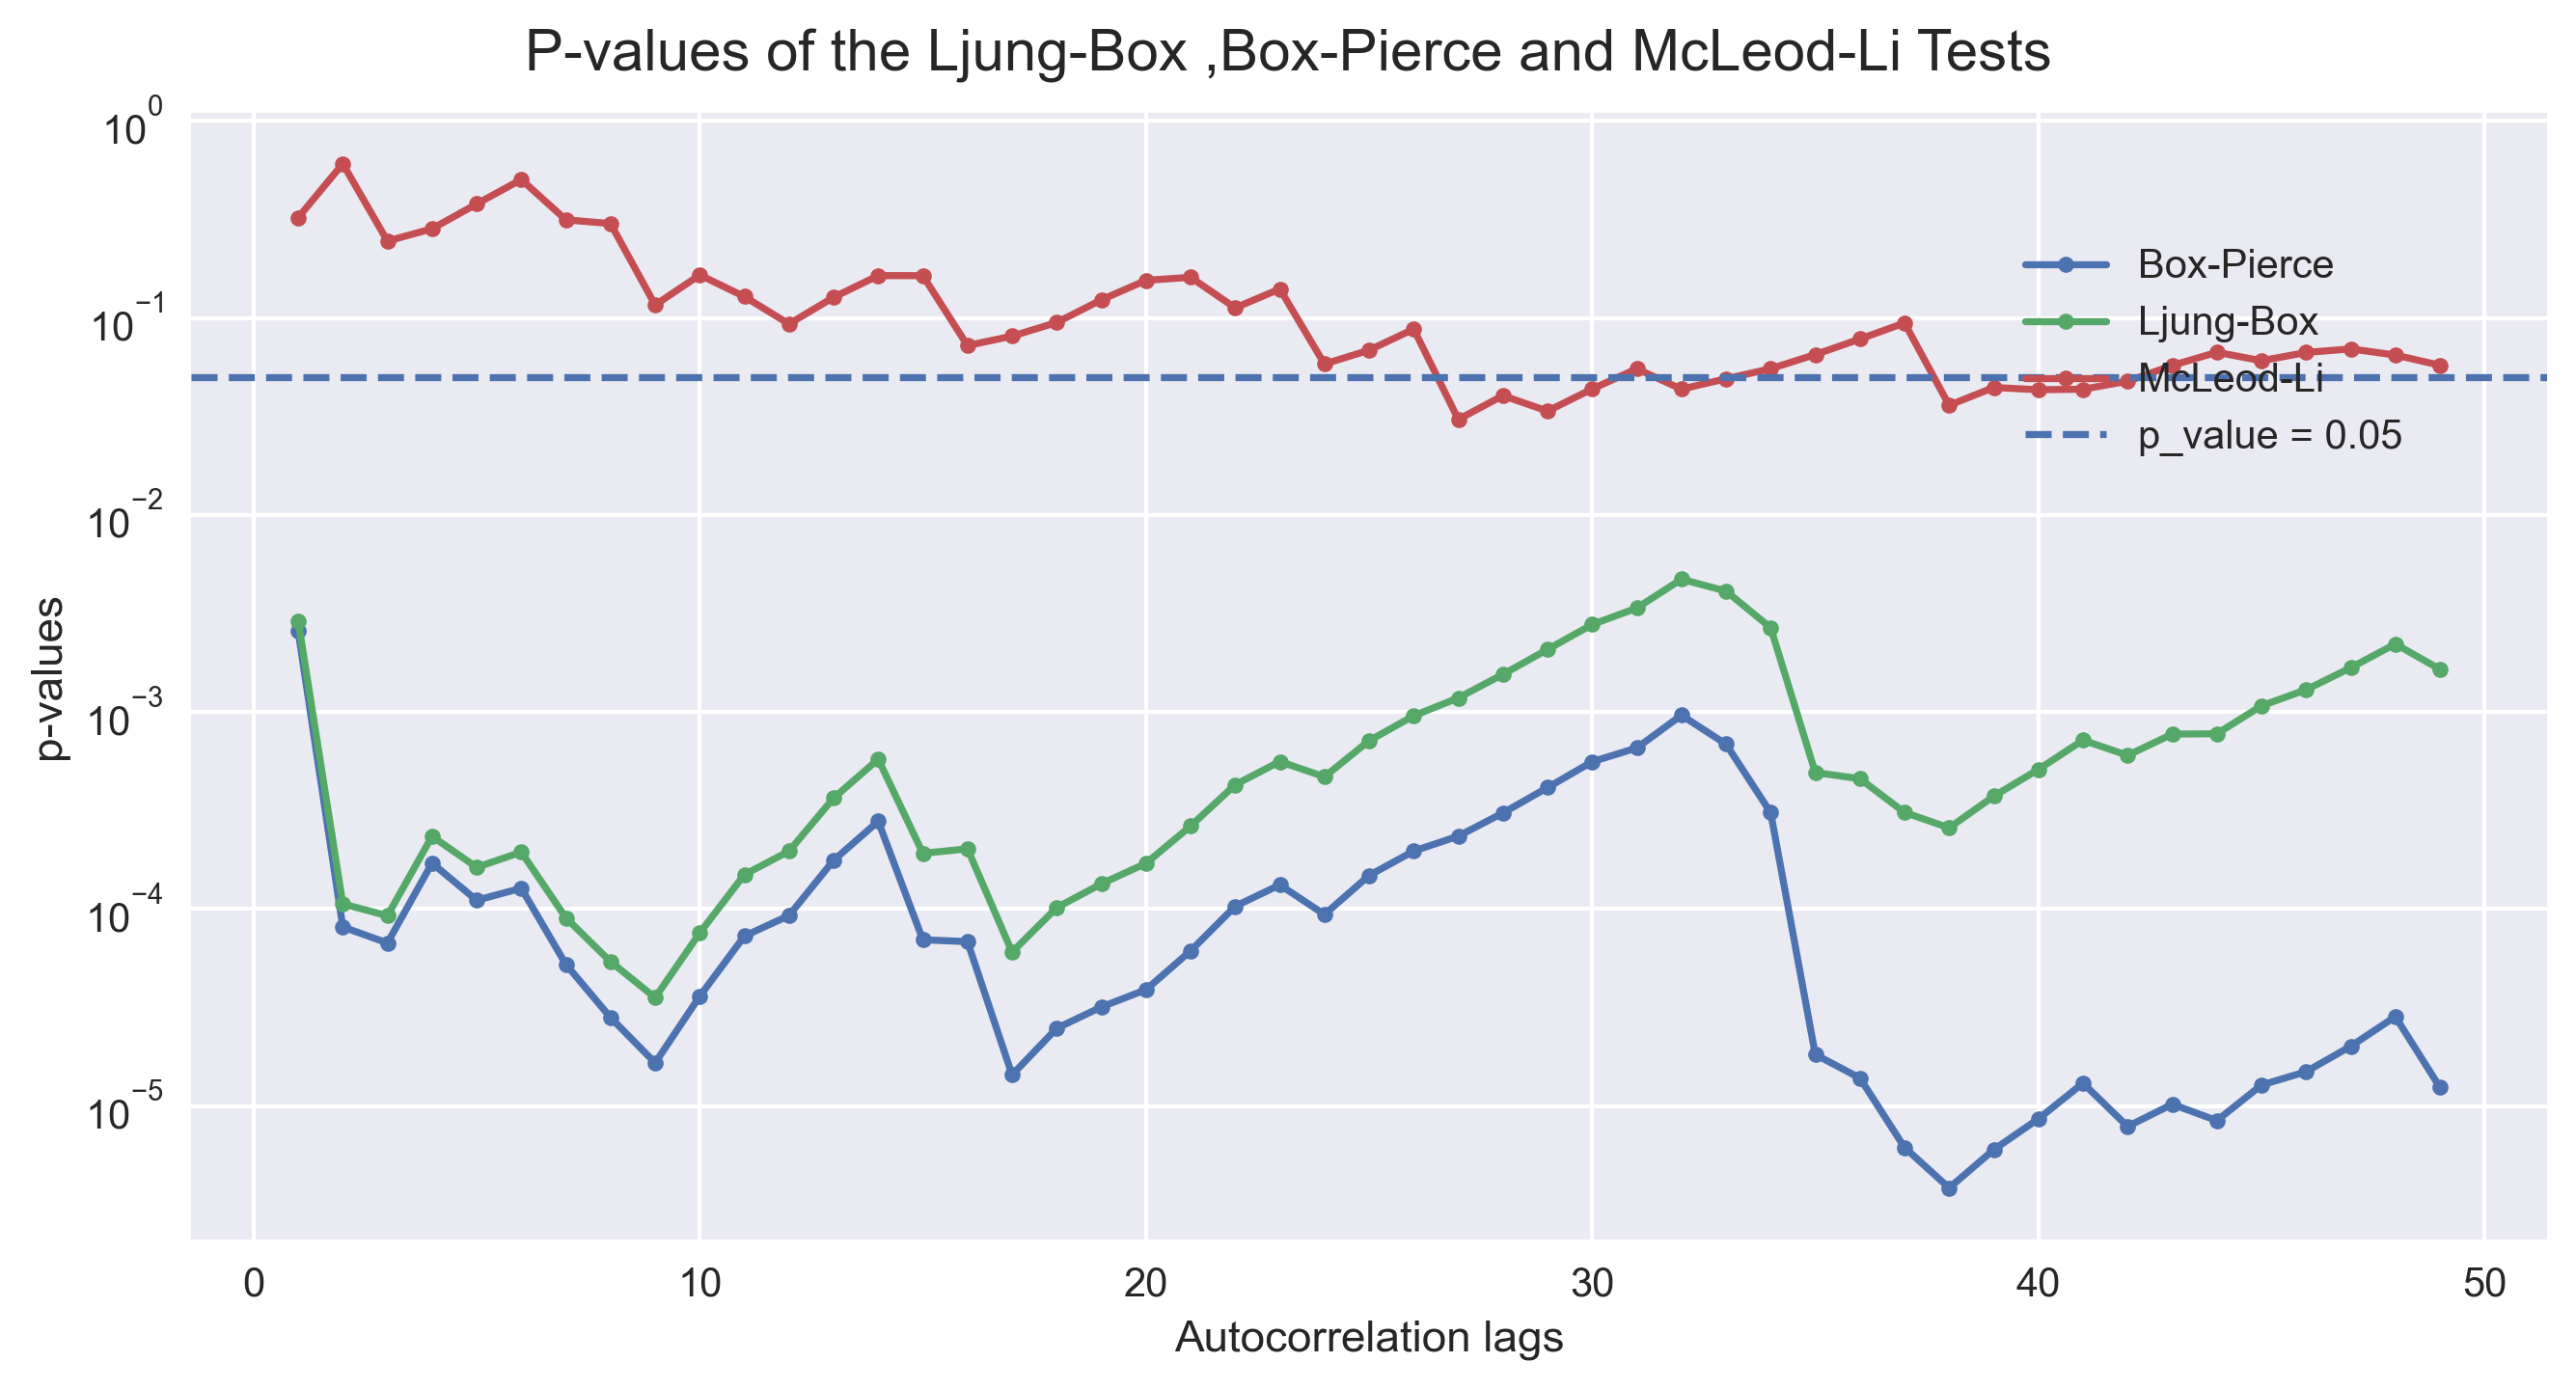 P-values of the Ljung-Box ,Box-Pierce and McLeod-Li Tests
10^0
10^−1
10^−2
10^−3
10^−4
10^−5
p-values
Box-Pierce
Ljung-Box
McLeod-Li
p_value = 0.05
0 10 20 30 40 50
Autocorrelation lags